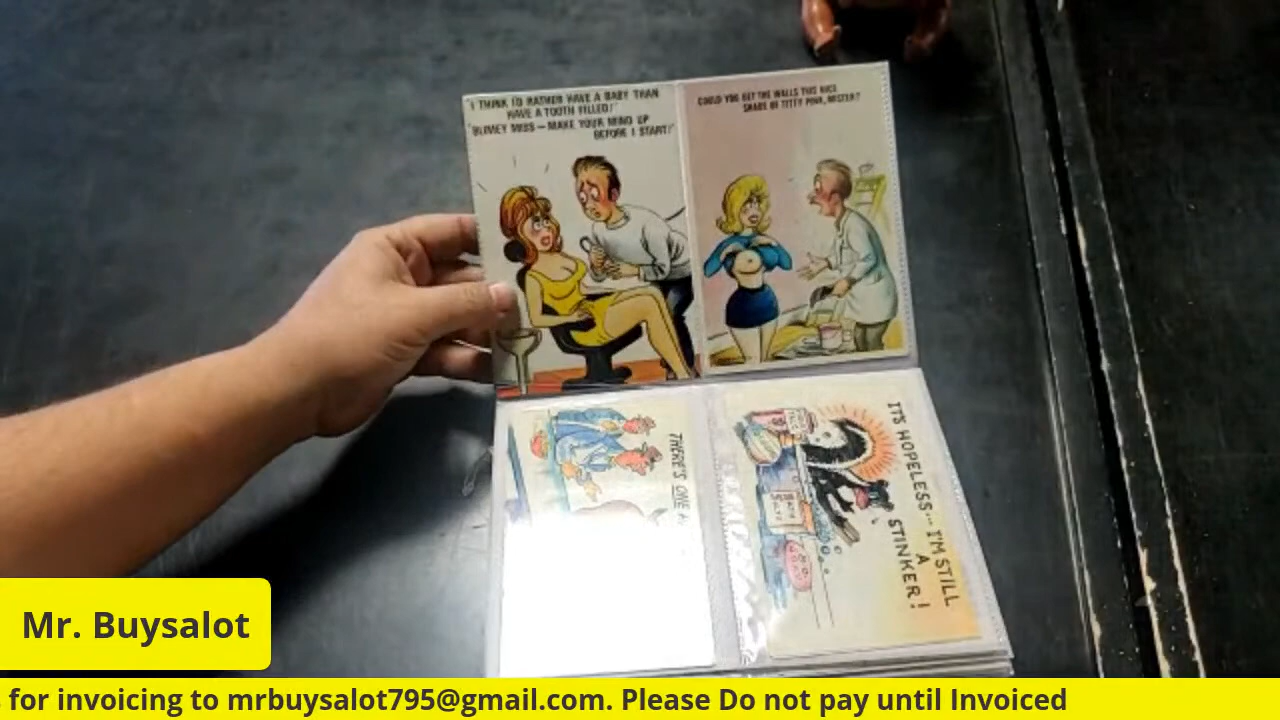 "I THINK I'D RATHER HAVE A BABY THAN
HAVE A TOOTH FILLED!"
"BLIMEY MISS — MAKE YOUR MIND UP
BEFORE I START!"
COULD YOU GET THE WALLS THIS NICE
SHADE OF TITTY PINK, MISTER?
THERE'S ONE
IT'S HOPELESS... I'M STILL
A
STINKER!
Mr. Buysalot
for invoicing to mrbuysalot795@gmail.com. Please Do not pay until Invoiced